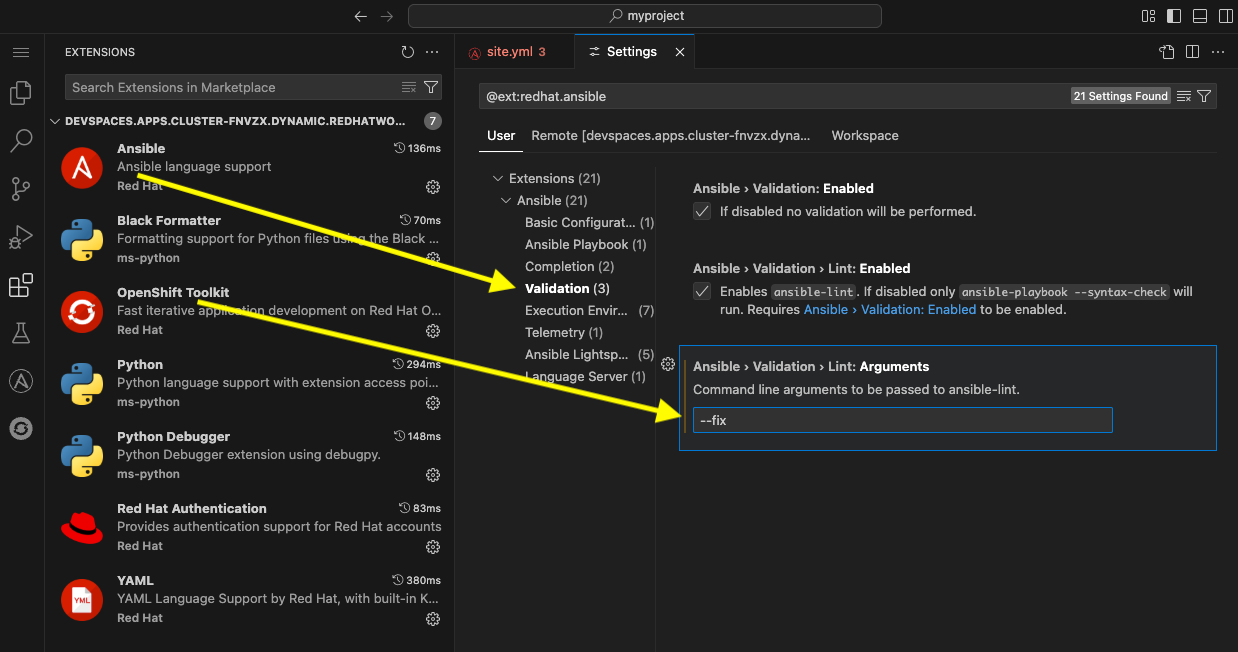 myproject
EXTENSIONS
Search Extensions in Marketplace
DEVSPACES.APPS.CLUSTER-FNVZX.DYNAMIC.REDHATWO...
7
Ansible
136ms
Ansible language support
Red Hat
Black Formatter
70ms
Formatting support for Python files using the Black ...
ms-python
OpenShift Toolkit
Fast iterative application development on Red Hat O...
Red Hat
Python
294ms
Python language support with extension access poi...
ms-python
Python Debugger
148ms
Python Debugger extension using debugpy.
ms-python
Red Hat Authentication
83ms
Provides authentication support for Red Hat accounts
Red Hat
YML
YAML
380ms
YAML Language Support by Red Hat, with built-in K...
Red Hat
site.yml 3
Settings
@ext:redhat.ansible
21 Settings Found
User
Remote [devspaces.apps.cluster-fnvzx.dyna...
Workspace
Extensions (21)
Ansible (21)
Basic Configurat... (1)
Ansible Playbook (1)
Completion (2)
Validation (3)
Execution Envir... (7)
Telemetry (1)
Ansible Lightsp... (5)
Language Server (1)
Ansible › Validation: Enabled
If disabled no validation will be performed.
Ansible › Validation › Lint: Enabled
Enables ansible-lint. If disabled only ansible-playbook --syntax-check will
run. Requires Ansible › Validation: Enabled to be enabled.
Ansible › Validation › Lint: Arguments
Command line arguments to be passed to ansible-lint.
--fix